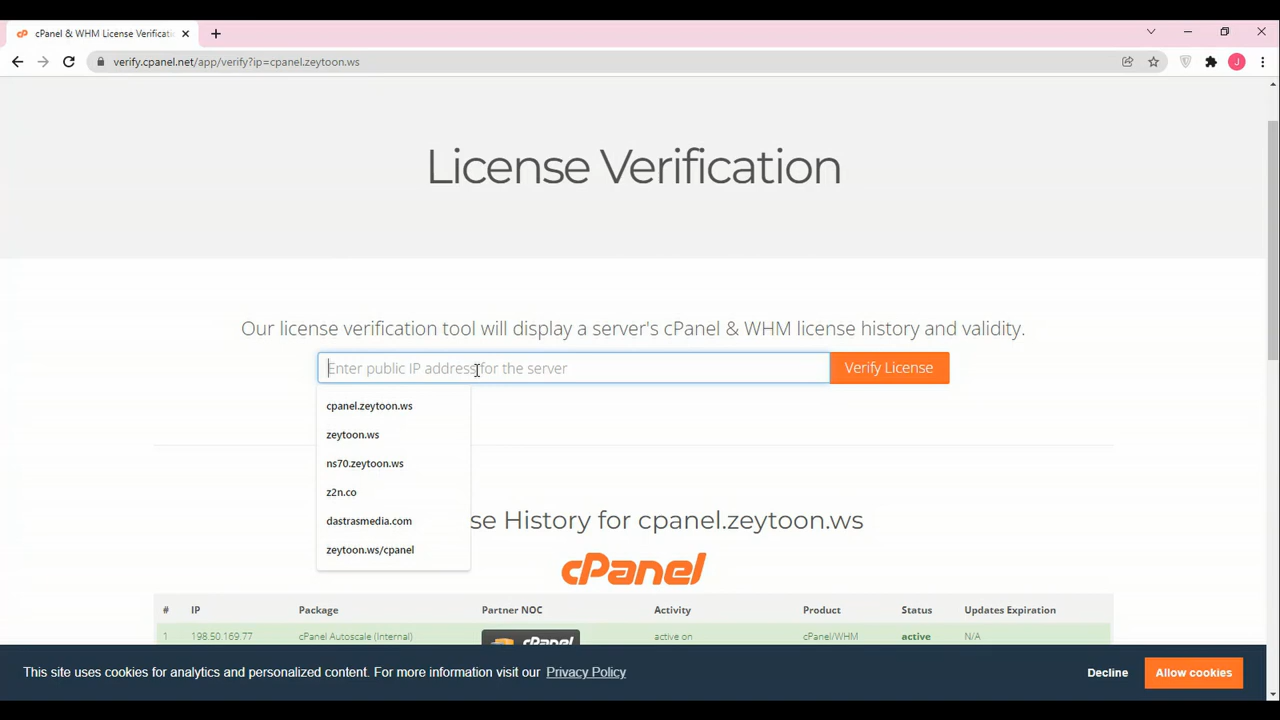 cPanel & WHM License Verificati
verify.cpanel.net/app/verify?ip=cpanel.zeytoon.ws
J
License Verification
Our license verification tool will display a server's cPanel & WHM license history and validity.
Enter public IP address for the server
Verify License
cpanel.zeytoon.ws
zeytoon.ws
ns70.zeytoon.ws
z2n.co
dastrasmedia.com
zeytoon.ws/cpanel
se History for cpanel.zeytoon.ws
cPanel
# IP Package Partner NOC Activity Product Status Updates Expiration
1 198.50.169.77 cPanel Autoscale (Internal) cPanel active on cPanel/WHM active N/A
This site uses cookies for analytics and personalized content. For more information visit our Privacy Policy
Decline
Allow cookies